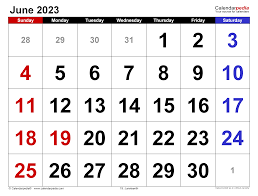 June 2023
Calendarpedia
Sunday Monday Tuesday Wednesday Thursday Friday Saturday
28 29 30 31 1 2 3
4 5 6 7 8 9 10
11 12 13 14 15 16 17
18 19 20 21 22 23 24
25 26 27 28 29 30 1